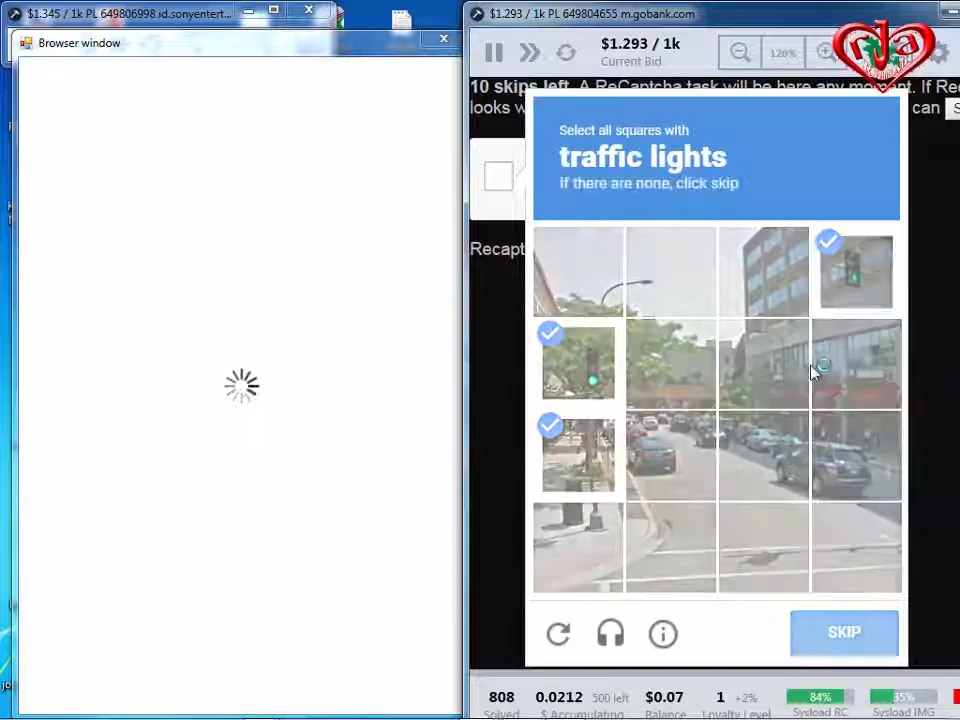 $1.345 / 1k PL 649806998 id.sonyentert...
Browser window
$1.293 / 1k PL 649804655 m.gobank.com
$1.293 / 1k
Current Bid
120%
10 skips left. A ReCaptcha task will be here any moment. If Rec
looks w
can
Select all squares with
traffic lights
If there are none, click skip
Recapt
SKIP
808 0.0212 500 left $0.07 1 +2% 84% 35%
Solved $ Accumulating Balance Loyalty Level Sysload RC Sysload IMG